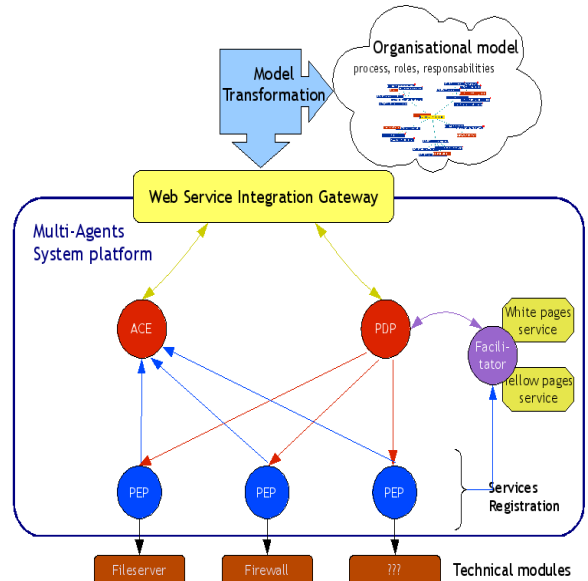 Organisational model
process, roles, responsabilities
Model
Transformation
Web Service Integration Gateway
Multi-Agents
System platform
ACE
PDP
White pages
service
Facili-
tator
Yellow pages
service
PEP
PEP
PEP
Services
Registration
Fileserver
Firewall
???
Technical modules